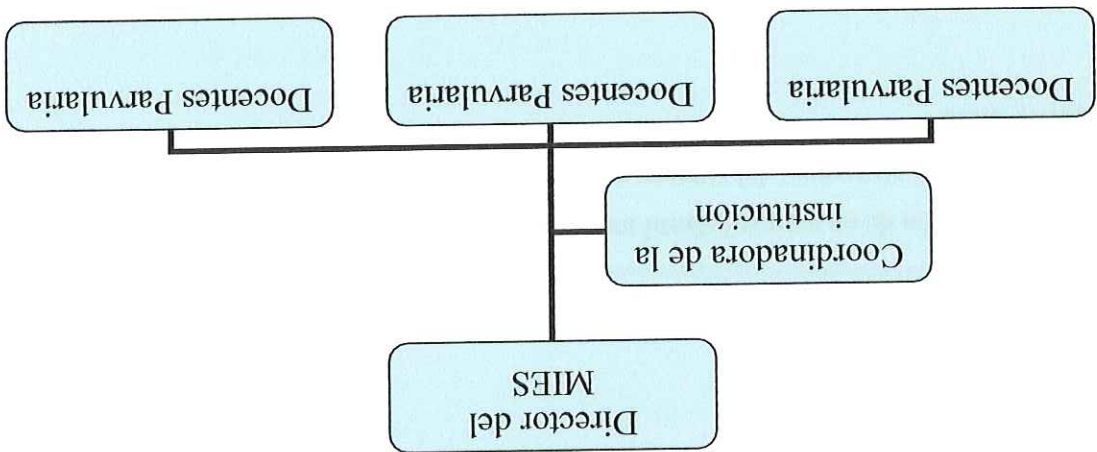 Director del
MIES
Coordinadora de la
institución
Docentes Parvularia
Docentes Parvularia
Docentes Parvularia